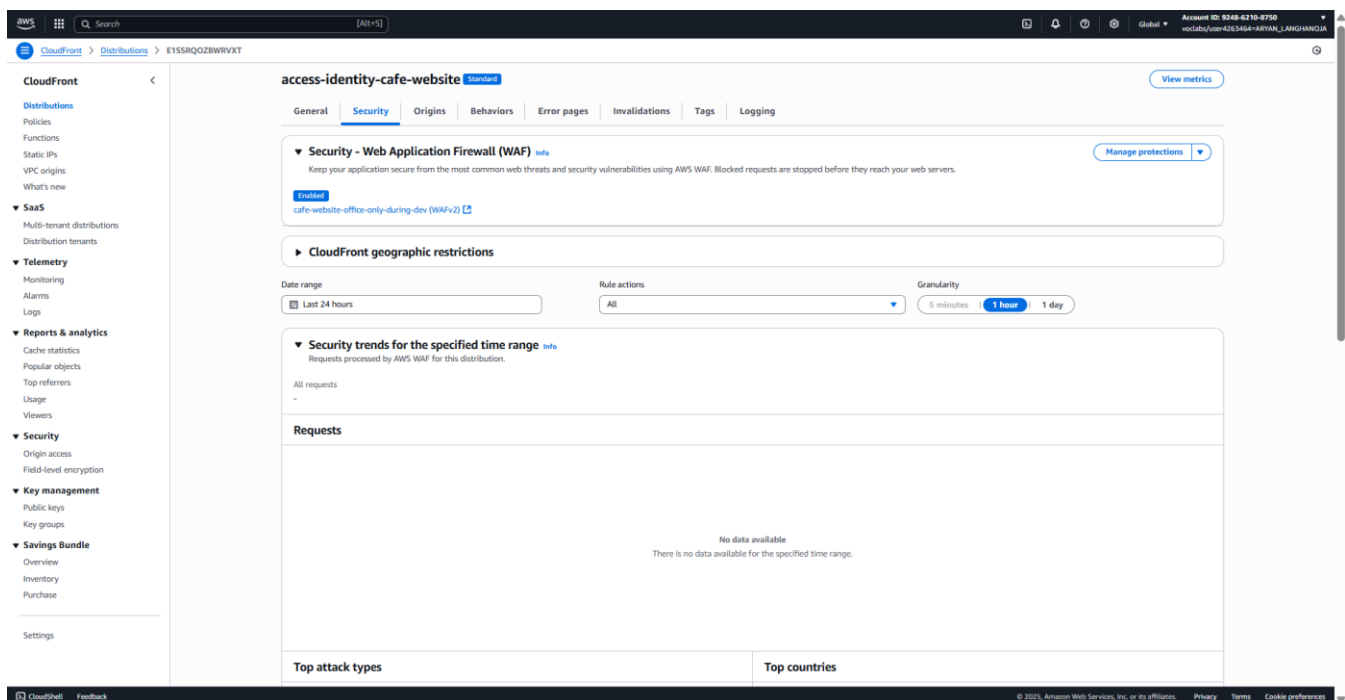 aws
Search
[Alt+S]
Global
Account ID: 9248-6210-8750
voclabs/user4263464=ARYAN_LANGHANOJA
CloudFront > Distributions > E1SSRQOZBWRVXT
CloudFront
Distributions
Policies
Functions
Static IPs
VPC origins
What's new
SaaS
Multi-tenant distributions
Distribution tenants
Telemetry
Monitoring
Alarms
Logs
Reports & analytics
Cache statistics
Popular objects
Top referrers
Usage
Viewers
Security
Origin access
Field-level encryption
Key management
Public keys
Key groups
Savings Bundle
Overview
Inventory
Purchase
Settings
access-identity-cafe-website Standard
View metrics
General Security Origins Behaviors Error pages Invalidations Tags Logging
Security - Web Application Firewall (WAF) Info
Manage protections
Keep your application secure from the most common web threats and security vulnerabilities using AWS WAF. Blocked requests are stopped before they reach your web servers.
Enabled
cafe-website-office-only-during-dev (WAFv2)
CloudFront geographic restrictions
Date range Rule actions Granularity
Last 24 hours All 5 minutes 1 hour 1 day
Security trends for the specified time range Info
Requests processed by AWS WAF for this distribution.
All requests
-
Requests
No data available
There is no data available for the specified time range.
Top attack types Top countries
CloudShell Feedback
© 2025, Amazon Web Services, Inc. or its affiliates. Privacy Terms Cookie preferences